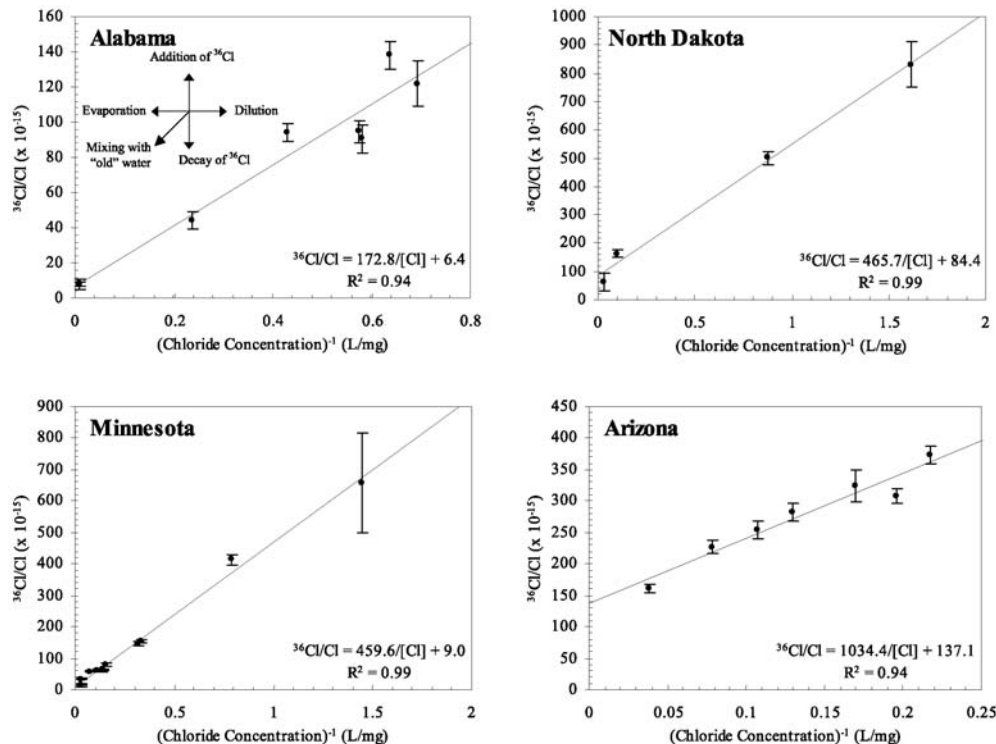 Alabama
Addition of ³⁶Cl
Evaporation
Dilution
Mixing with
"old" water
Decay of ³⁶Cl
³⁶Cl/Cl = 172.8/[Cl] + 6.4
R² = 0.94
³⁶Cl/Cl (x 10⁻¹⁵)
160
140
120
100
80
60
40
20
0
0
0.2
0.4
0.6
0.8
(Chloride Concentration)⁻¹ (L/mg)
North Dakota
³⁶Cl/Cl = 465.7/[Cl] + 84.4
R² = 0.99
³⁶Cl/Cl (x 10⁻¹⁵)
1000
900
800
700
600
500
400
300
200
100
0
0
0.5
1
1.5
2
(Chloride Concentration)⁻¹ (L/mg)
Minnesota
³⁶Cl/Cl = 459.6/[Cl] + 9.0
R² = 0.99
³⁶Cl/Cl (x 10⁻¹⁵)
900
800
700
600
500
400
300
200
100
0
0
0.5
1
1.5
2
(Chloride Concentration)⁻¹ (L/mg)
Arizona
³⁶Cl/Cl = 1034.4/[Cl] + 137.1
R² = 0.94
³⁶Cl/Cl (x 10⁻¹⁵)
450
400
350
300
250
200
150
100
50
0
0
0.05
0.1
0.15
0.2
0.25
(Chloride Concentration)⁻¹ (L/mg)